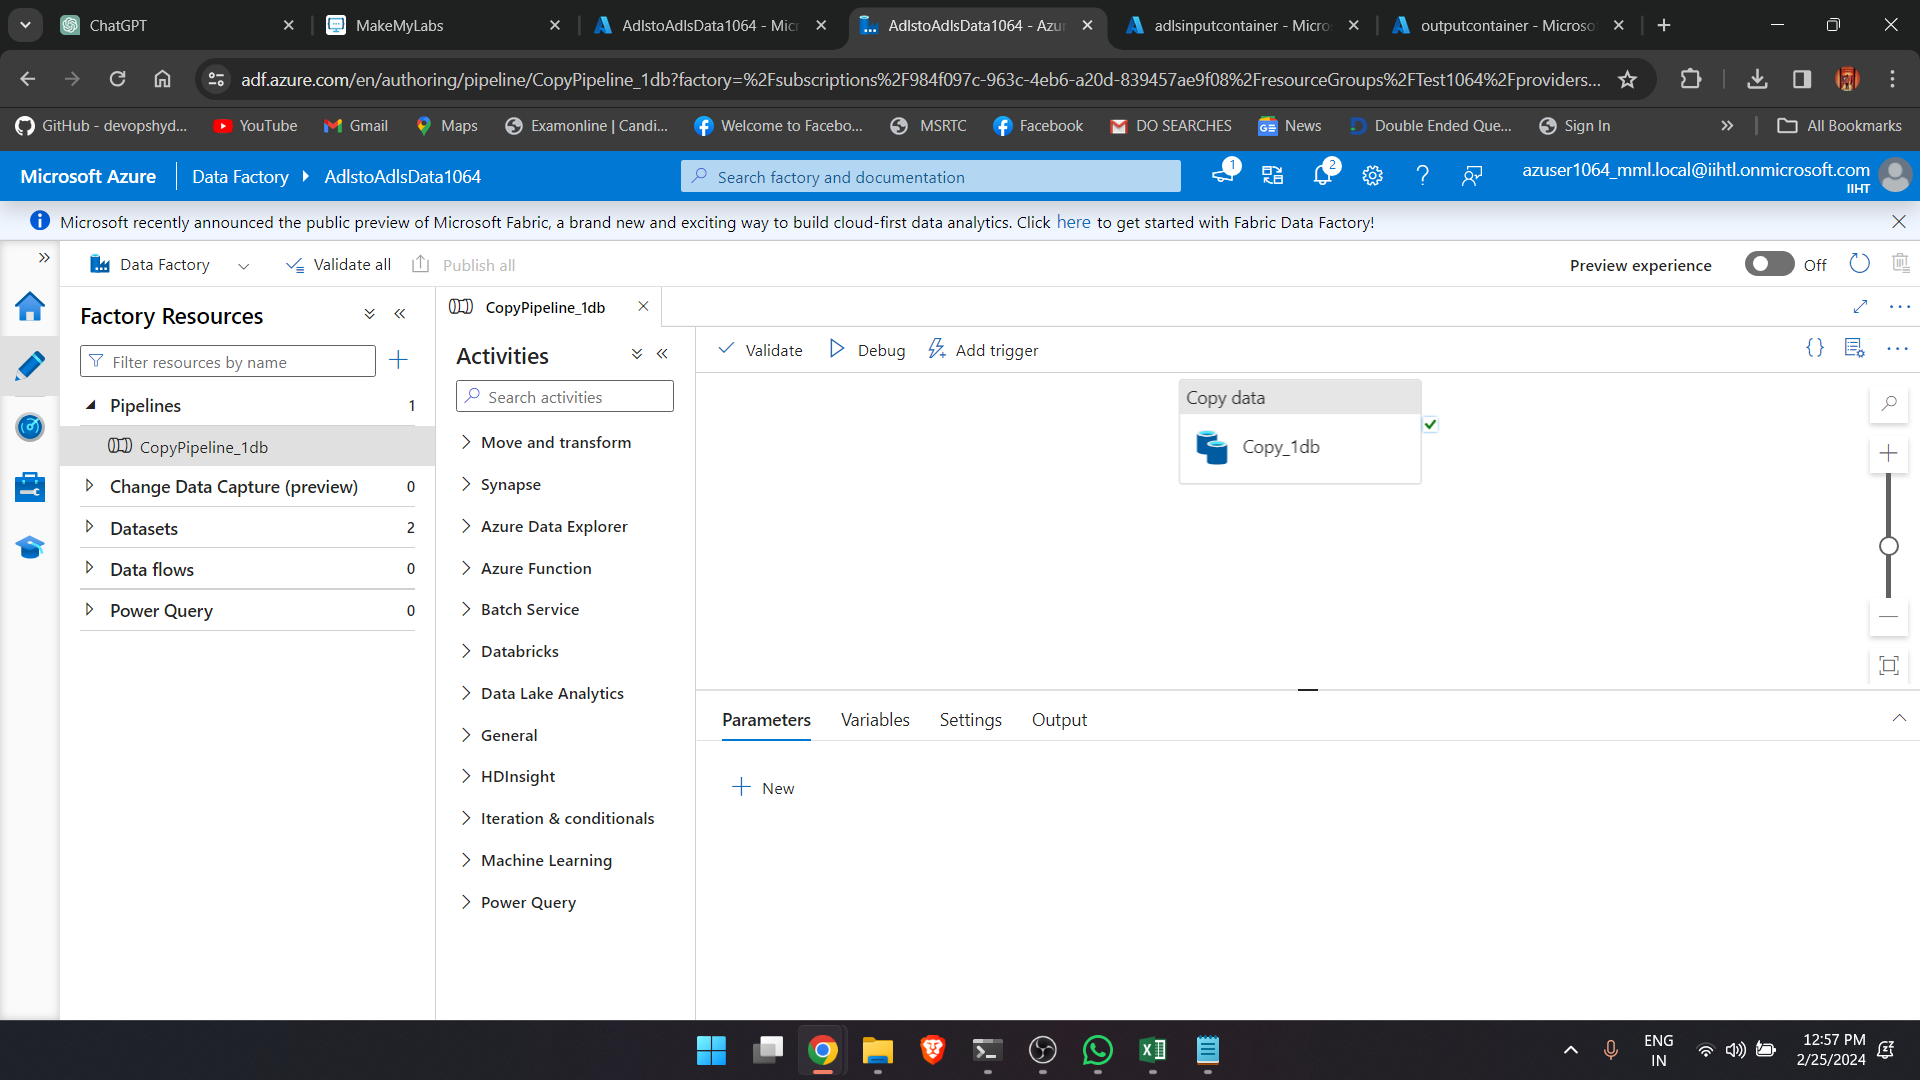 ChatGPT
MakeMyLabs
AdlstoAdlsData1064 - Micr
AdlstoAdlsData1064 - Azu
adlsinputcontainer - Micro
outputcontainer - Microso
adf.azure.com/en/authoring/pipeline/CopyPipeline_1db?factory=%2Fsubscriptions%2F984f097c-963c-4eb6-a20d-839457ae9f08%2FresourceGroups%2FTest1064%2Fproviders...
GitHub - devopshyd...
YouTube
Gmail
Maps
Examonline | Candi...
Welcome to Facebo...
MSRTC
Facebook
DO SEARCHES
News
Double Ended Que...
Sign In
All Bookmarks
Microsoft Azure
Data Factory
AdlstoAdlsData1064
Search factory and documentation
1
2
azuser1064_mml.local@iihtl.onmicrosoft.com
IIHT
Microsoft recently announced the public preview of Microsoft Fabric, a brand new and exciting way to build cloud-first data analytics. Click here to get started with Fabric Data Factory!
Data Factory
Validate all
Publish all
Preview experience
Off
Factory Resources
Filter resources by name
Pipelines 1
CopyPipeline_1db
Change Data Capture (preview) 0
Datasets 2
Data flows 0
Power Query 0
CopyPipeline_1db
Activities
Search activities
Move and transform
Synapse
Azure Data Explorer
Azure Function
Batch Service
Databricks
Data Lake Analytics
General
HDInsight
Iteration & conditionals
Machine Learning
Power Query
Validate
Debug
Add trigger
Copy data
Copy_1db
Parameters
Variables
Settings
Output
New
ENG
IN
12:57 PM
2/25/2024